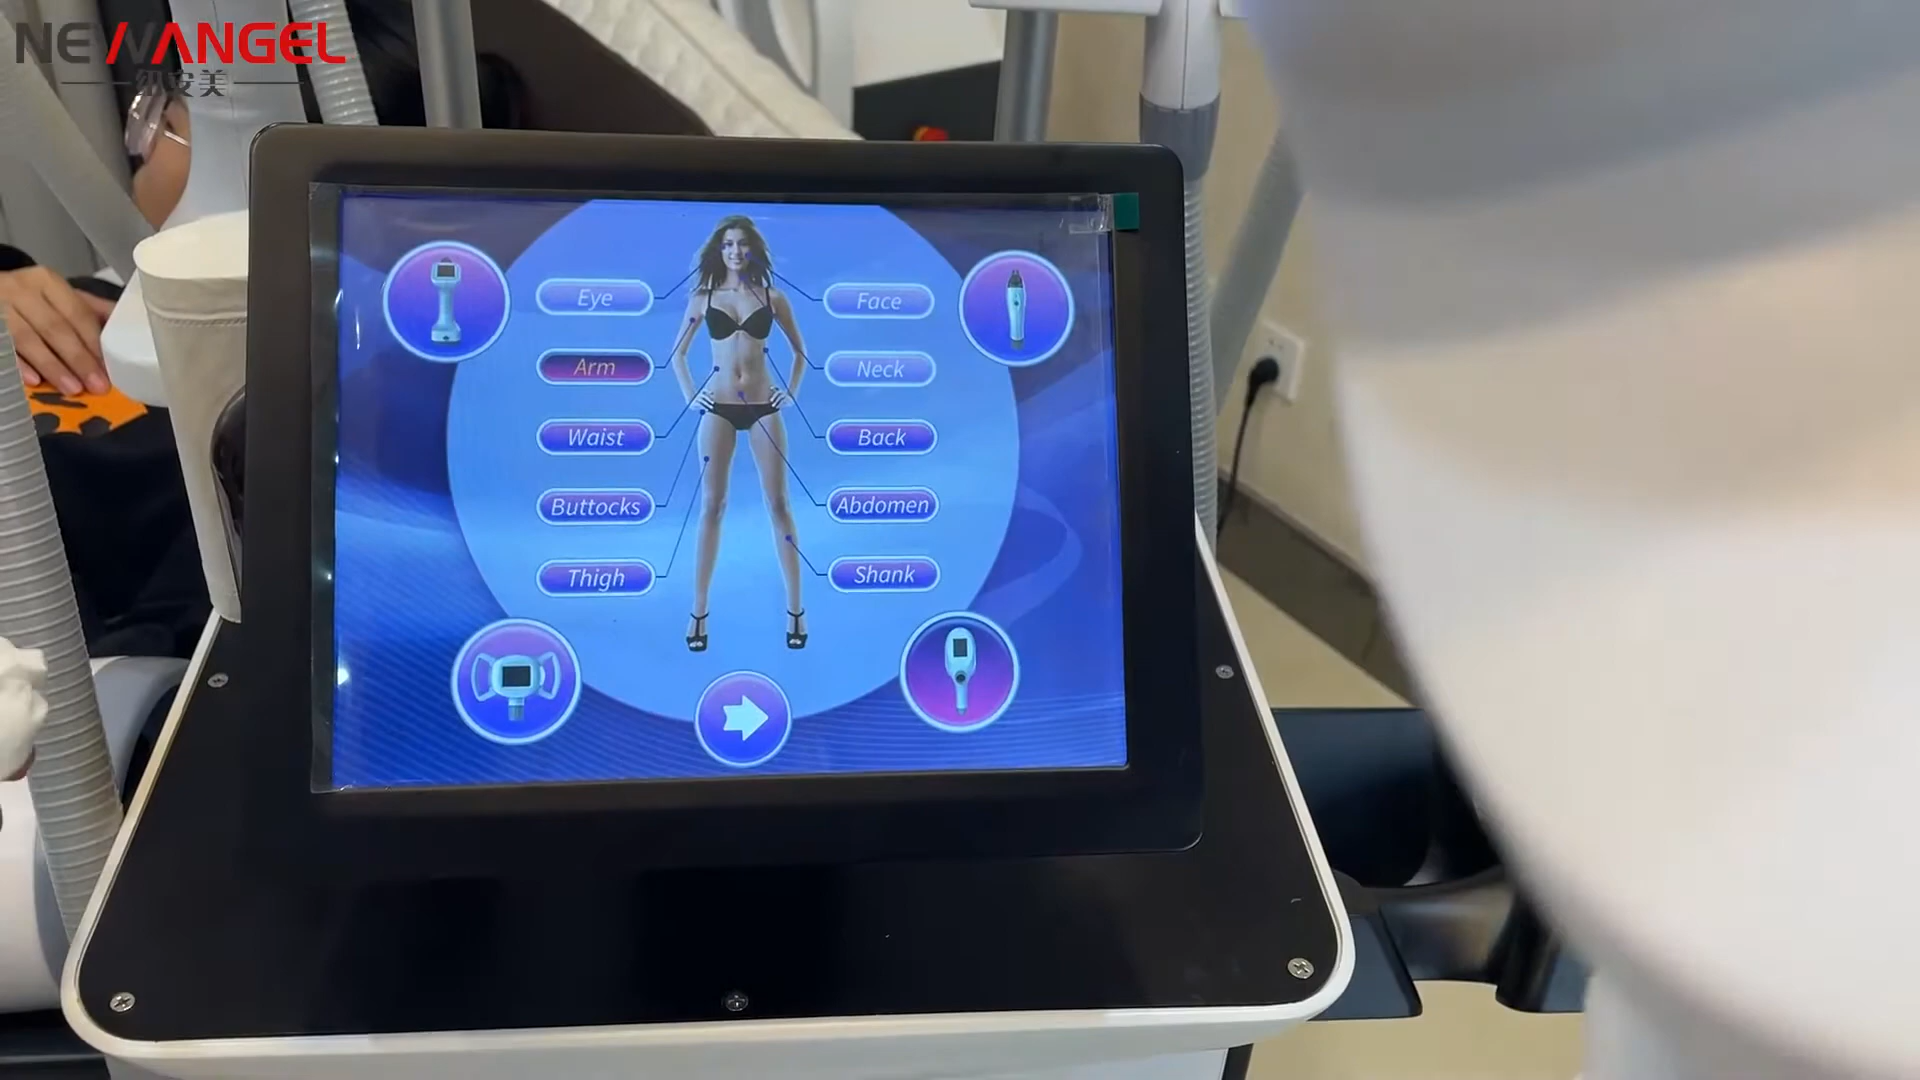 NEWANGEL
纽安美
Eye
Face
Arm
Neck
Waist
Back
Buttocks
Abdomen
Thigh
Shank